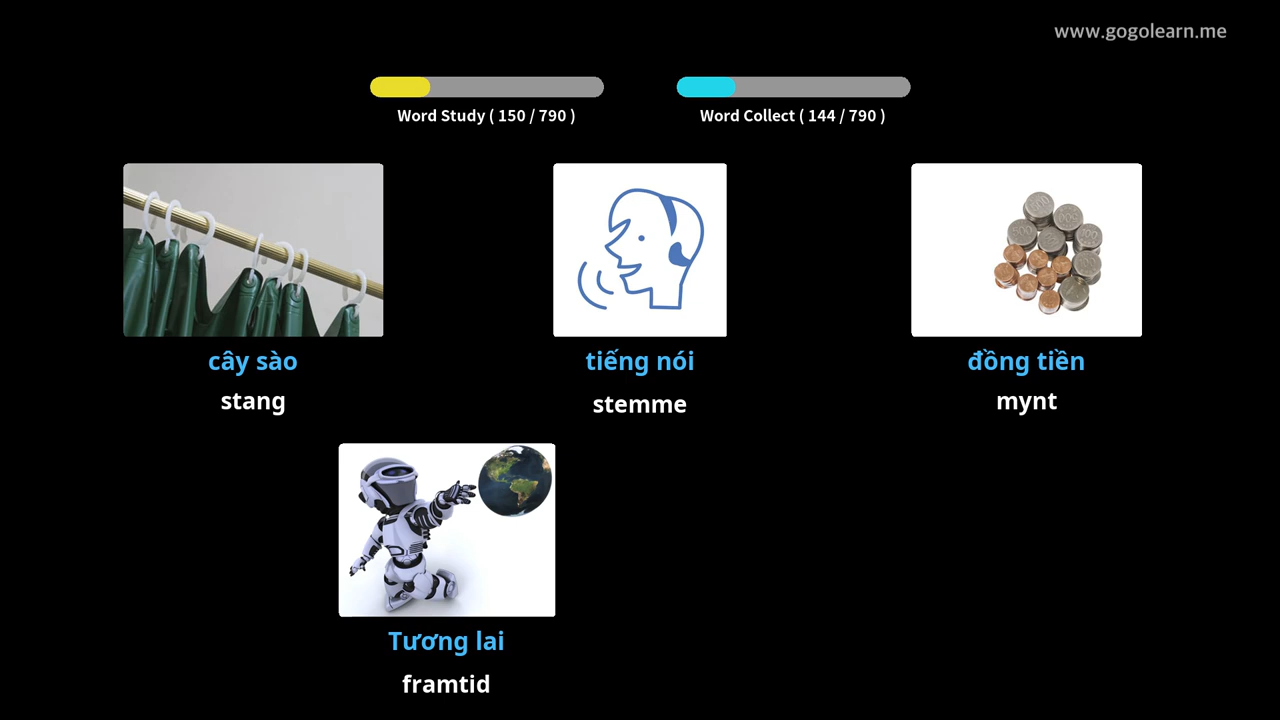 www.gogolearn.me
Word Study ( 150 / 790 )
Word Collect ( 144 / 790 )
cây sào
stang
tiếng nói
stemme
đồng tiền
mynt
Tương lai
framtid